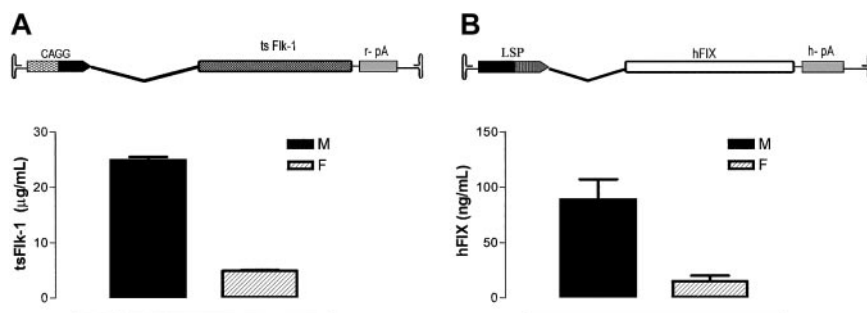 A
CAGG
ts Flk-1
r- pA
30
20
10
0
tsFlk-1 (μg/mL)
M
F
B
LSP
hFIX
h- pA
150
100
50
0
hFIX (ng/mL)
M
F